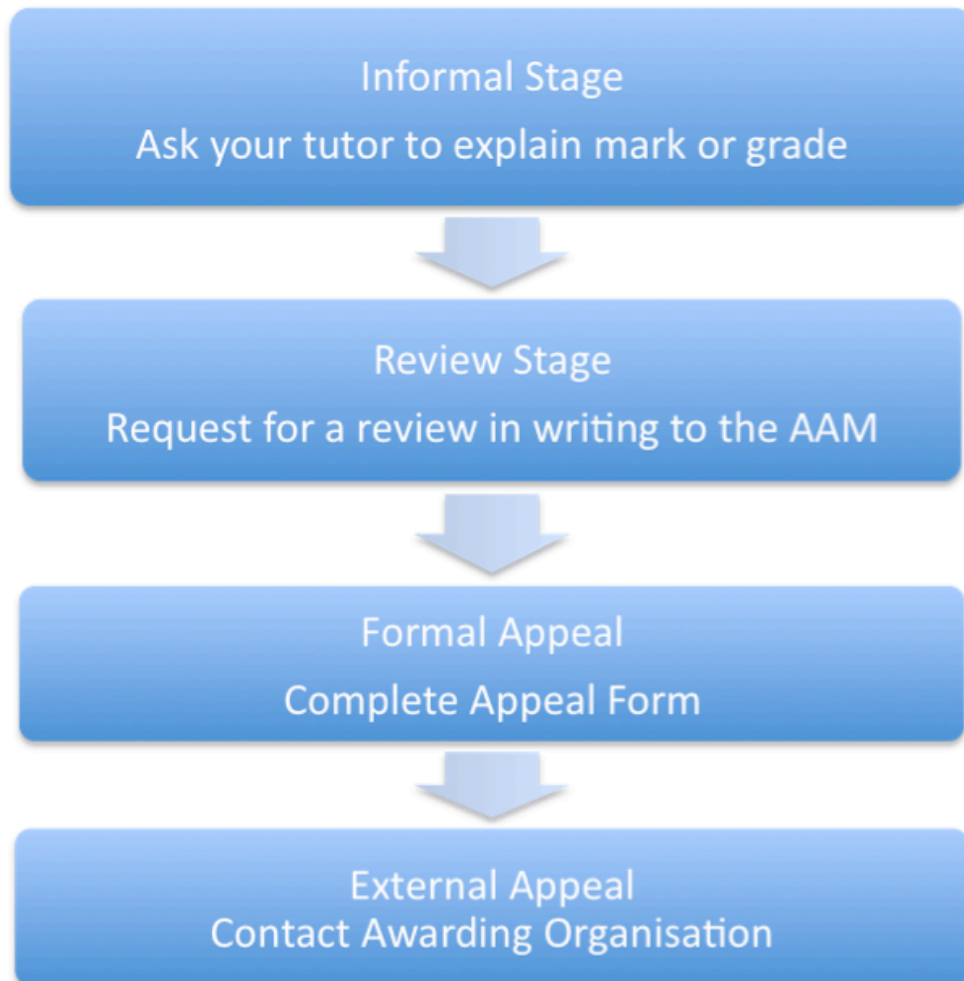 Informal Stage
Ask your tutor to explain mark or grade
Review Stage
Request for a review in writing to the AAM
Formal Appeal
Complete Appeal Form
External Appeal
Contact Awarding Organisation